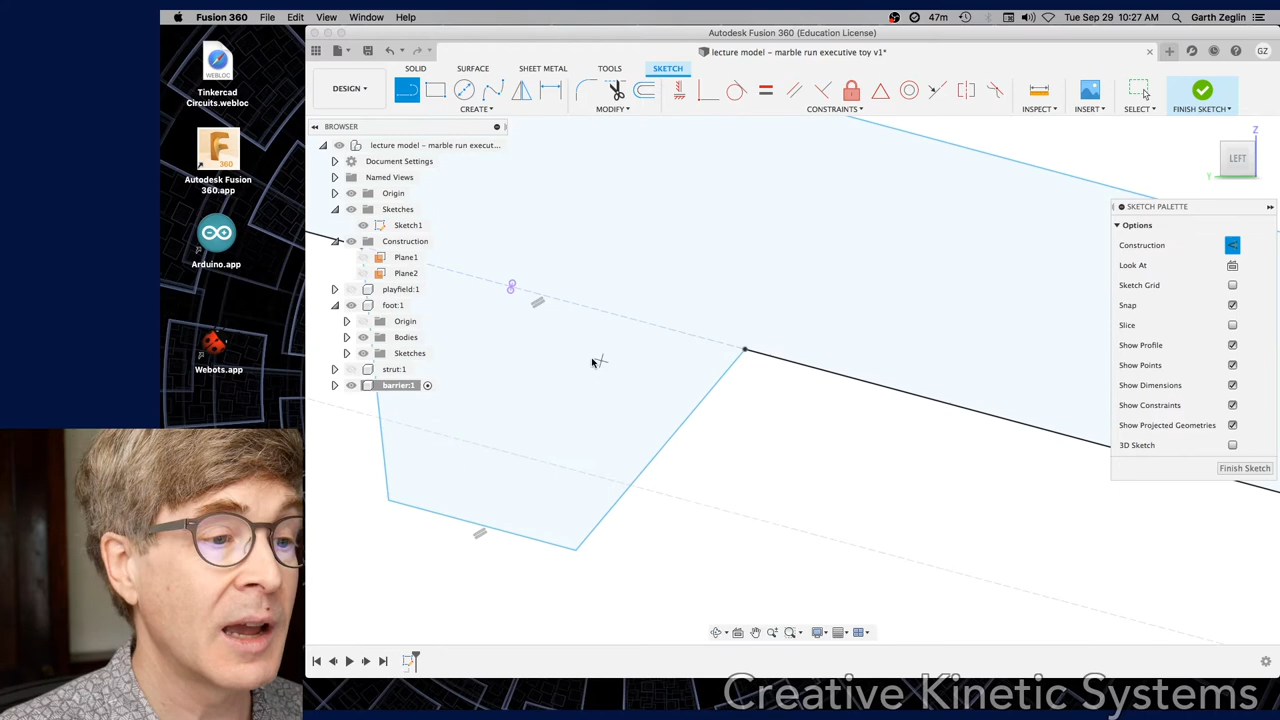 Fusion 360 File Edit View Window Help 47m Tue Sep 29 10:27 AM Garth Zeglin
Autodesk Fusion 360 (Education License)
lecture model – marble run executive toy v1*
GZ
SOLID SURFACE SHEET METAL TOOLS SKETCH
DESIGN
CREATE MODIFY CONSTRAINTS INSPECT INSERT SELECT FINISH SKETCH
WEBLOC
Tinkercad
Circuits.webloc
360
Autodesk Fusion
360.app
Arduino.app
Webots.app
BROWSER
lecture model – marble run execut...
Document Settings
Named Views
Origin
Sketches
Sketch1
Construction
Plane1
Plane2
playfield:1
foot:1
Origin
Bodies
Sketches
strut:1
barrier:1
Z
LEFT
Y
SKETCH PALETTE
Options
Construction
Look At
Sketch Grid
Snap
Slice
Show Profile
Show Points
Show Dimensions
Show Constraints
Show Projected Geometries
3D Sketch
Finish Sketch
Creative Kinetic Systems